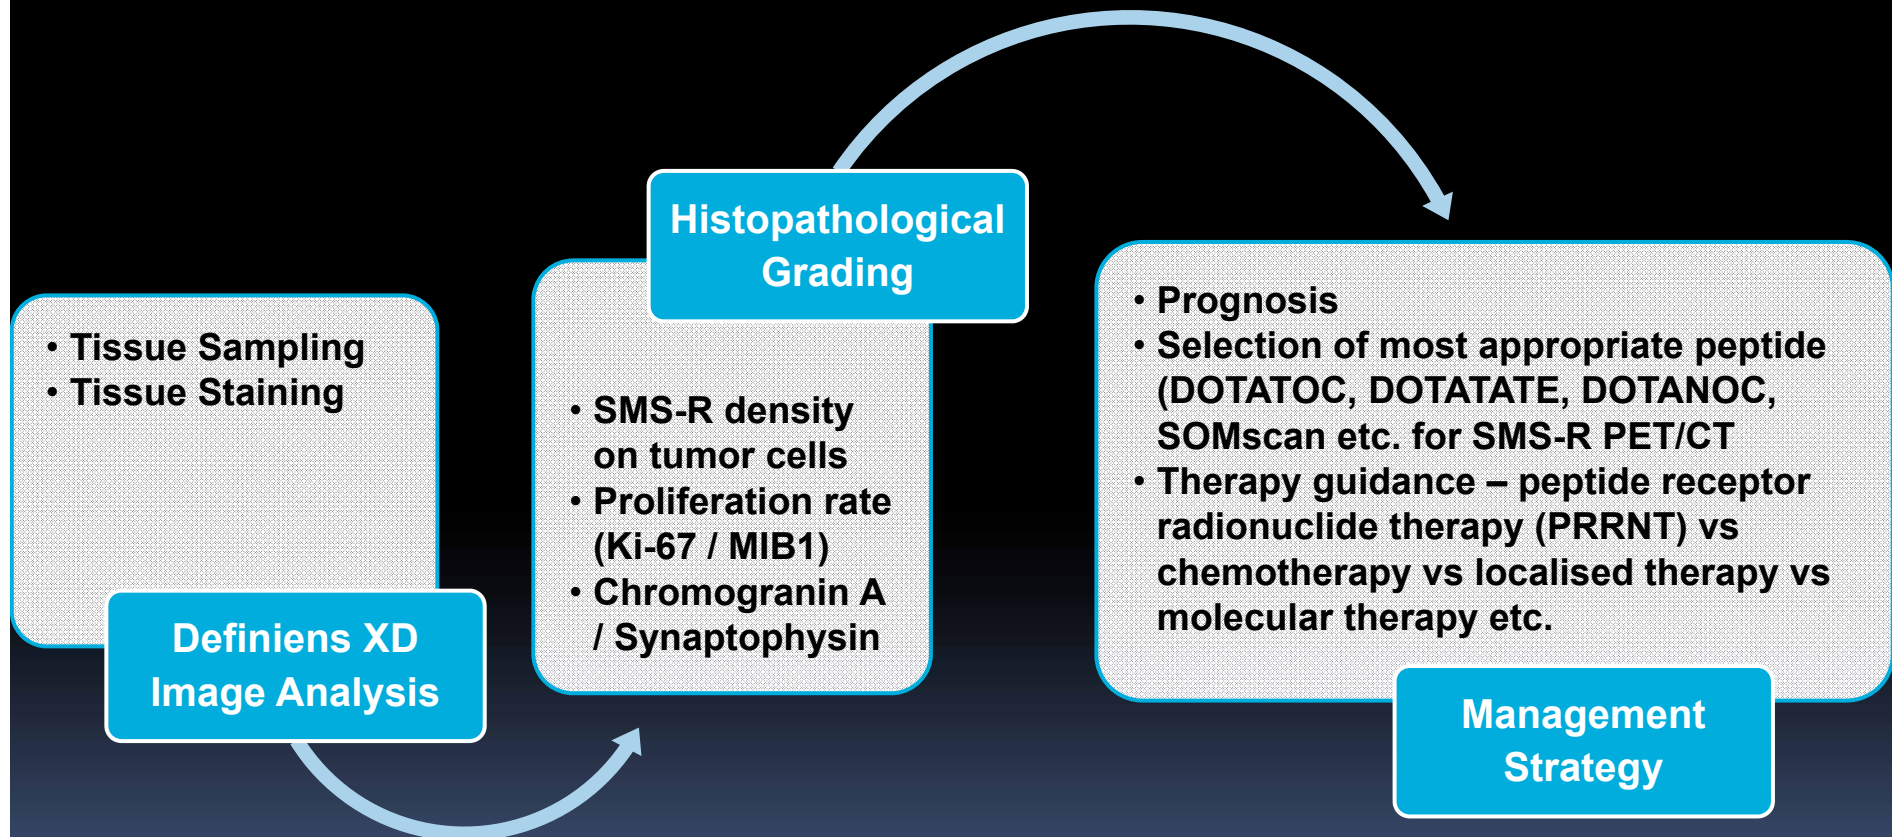 • Tissue Sampling
• Tissue Staining
Definiens XD
Image Analysis
Histopathological
Grading
• SMS-R density
on tumor cells
• Proliferation rate
(Ki-67 / MIB1)
• Chromogranin A
/ Synaptophysin
• Prognosis
• Selection of most appropriate peptide
(DOTATOC, DOTATATE, DOTANOC,
SOMscan etc. for SMS-R PET/CT
• Therapy guidance – peptide receptor
radionuclide therapy (PRRNT) vs
chemotherapy vs localised therapy vs
molecular therapy etc.
Management
Strategy